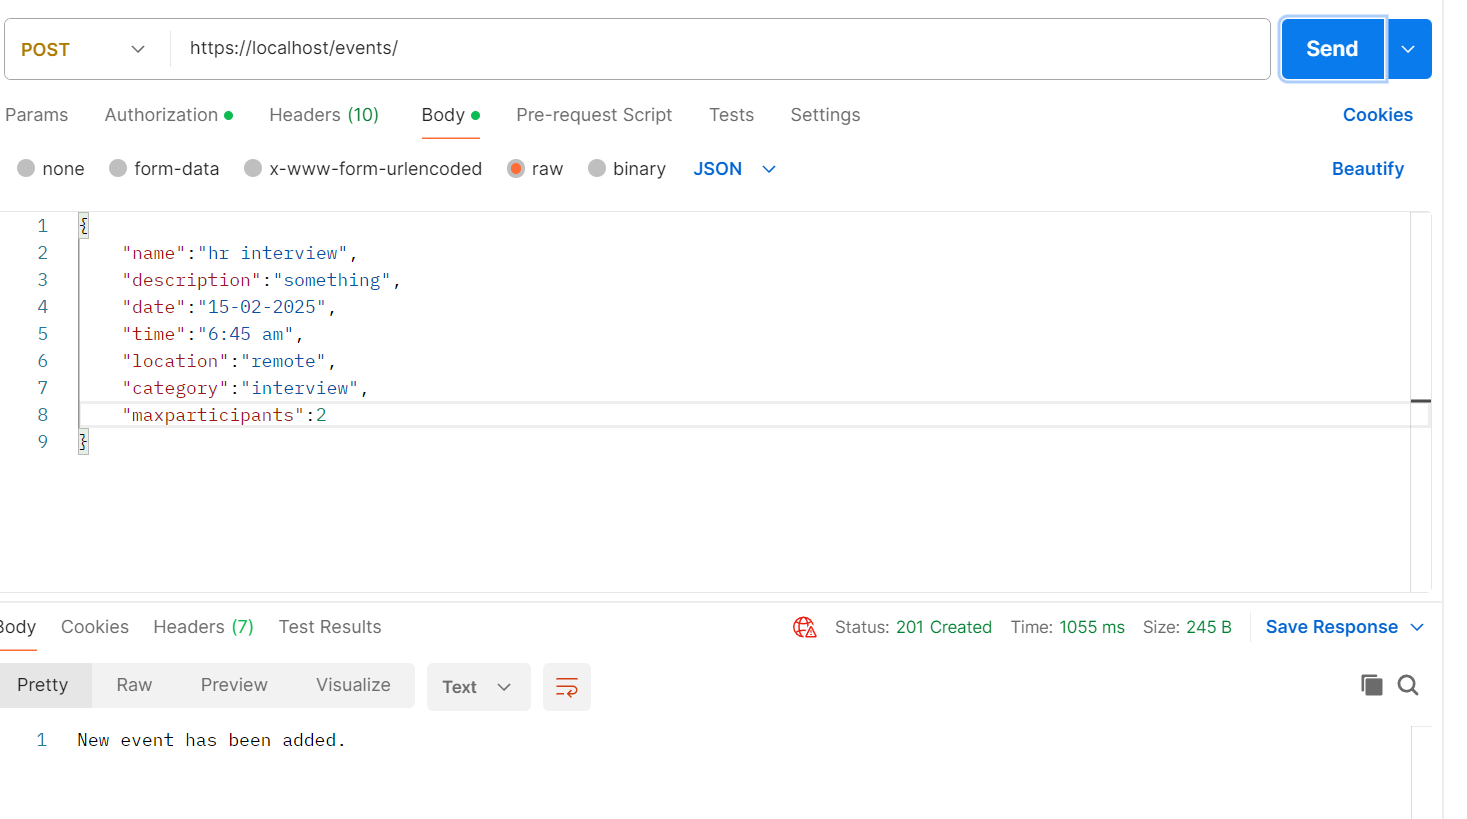 POST https://localhost/events/ Send
Params Authorization Headers (10) Body Pre-request Script Tests Settings Cookies
none form-data x-www-form-urlencoded raw binary JSON Beautify
1 {
2 "name":"hr interview",
3 "description":"something",
4 "date":"15-02-2025",
5 "time":"6:45 am",
6 "location":"remote",
7 "category":"interview",
8 "maxparticipants":2
9 }
Body Cookies Headers (7) Test Results Status: 201 Created Time: 1055 ms Size: 245 B Save Response
Pretty Raw Preview Visualize Text
1 New event has been added.